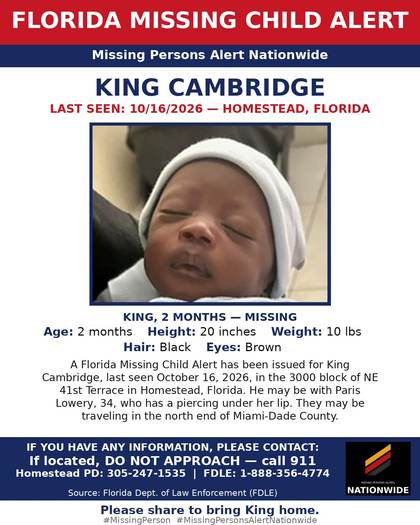 FLORIDA MISSING CHILD ALERT
Missing Persons Alert Nationwide
KING CAMBRIDGE
LAST SEEN: 10/16/2026 — HOMESTEAD, FLORIDA
KING, 2 MONTHS — MISSING
Age: 2 months Height: 20 inches Weight: 10 lbs
Hair: Black Eyes: Brown
A Florida Missing Child Alert has been issued for King
Cambridge, last seen October 16, 2026, in the 3000 block of NE
41st Terrace in Homestead, Florida. He may be with Paris
Lowery, 34, who has a piercing under her lip. They may be
traveling in the north end of Miami-Dade County.
IF YOU HAVE ANY INFORMATION, PLEASE CONTACT:
If located, DO NOT APPROACH — call 911
Homestead PD: 305-247-1535 | FDLE: 1-888-356-4774
Source: Florida Dept. of Law Enforcement (FDLE)
MISSING PERSONS ALERT
NATIONWIDE
Please share to bring King home.
#MissingPerson #MissingPersonsAlertNationwide